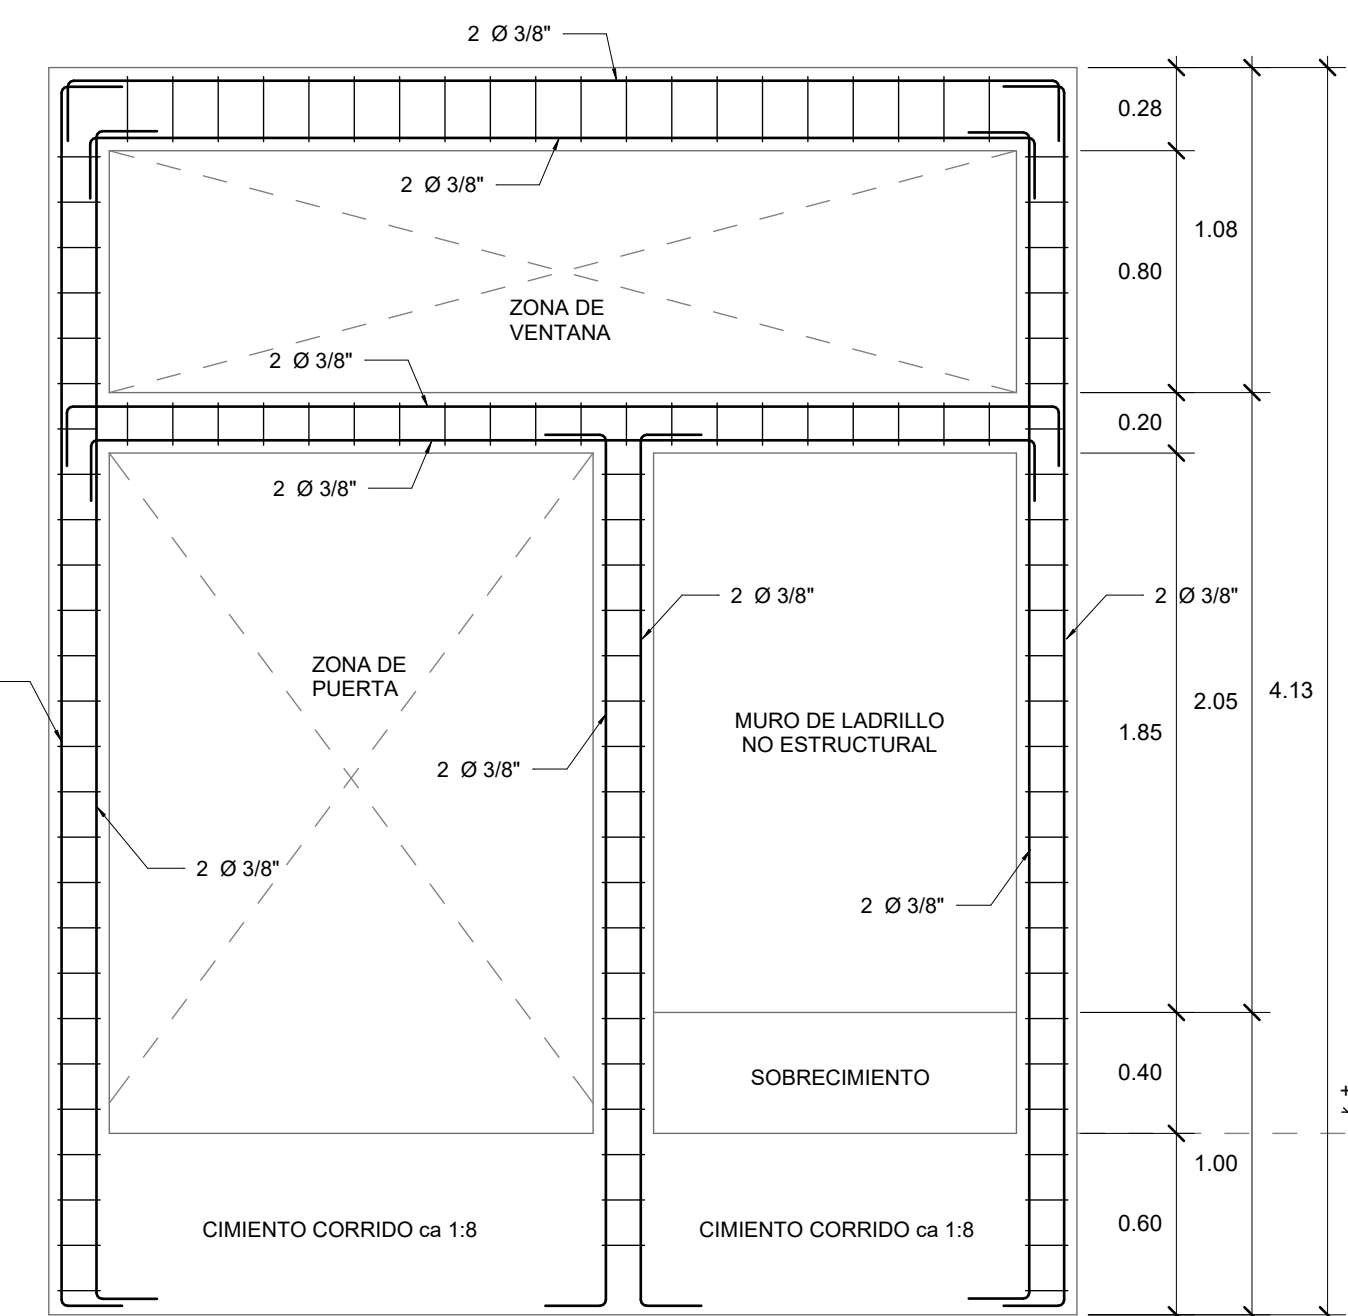 2 Ø 3/8"
0.28
2 Ø 3/8"
1.08
0.80
ZONA DE
VENTANA
2 Ø 3/8"
0.20
2 Ø 3/8"
2 Ø 3/8"
2 Ø 3/8"
ZONA DE
PUERTA
4.13
2.05
MURO DE LADRILLO
NO ESTRUCTURAL
1.85
2 Ø 3/8"
2 Ø 3/8"
2 Ø 3/8"
SOBRECIMIENTO
0.40
1.00
CIMIENTO CORRIDO ca 1:8
CIMIENTO CORRIDO ca 1:8
0.60